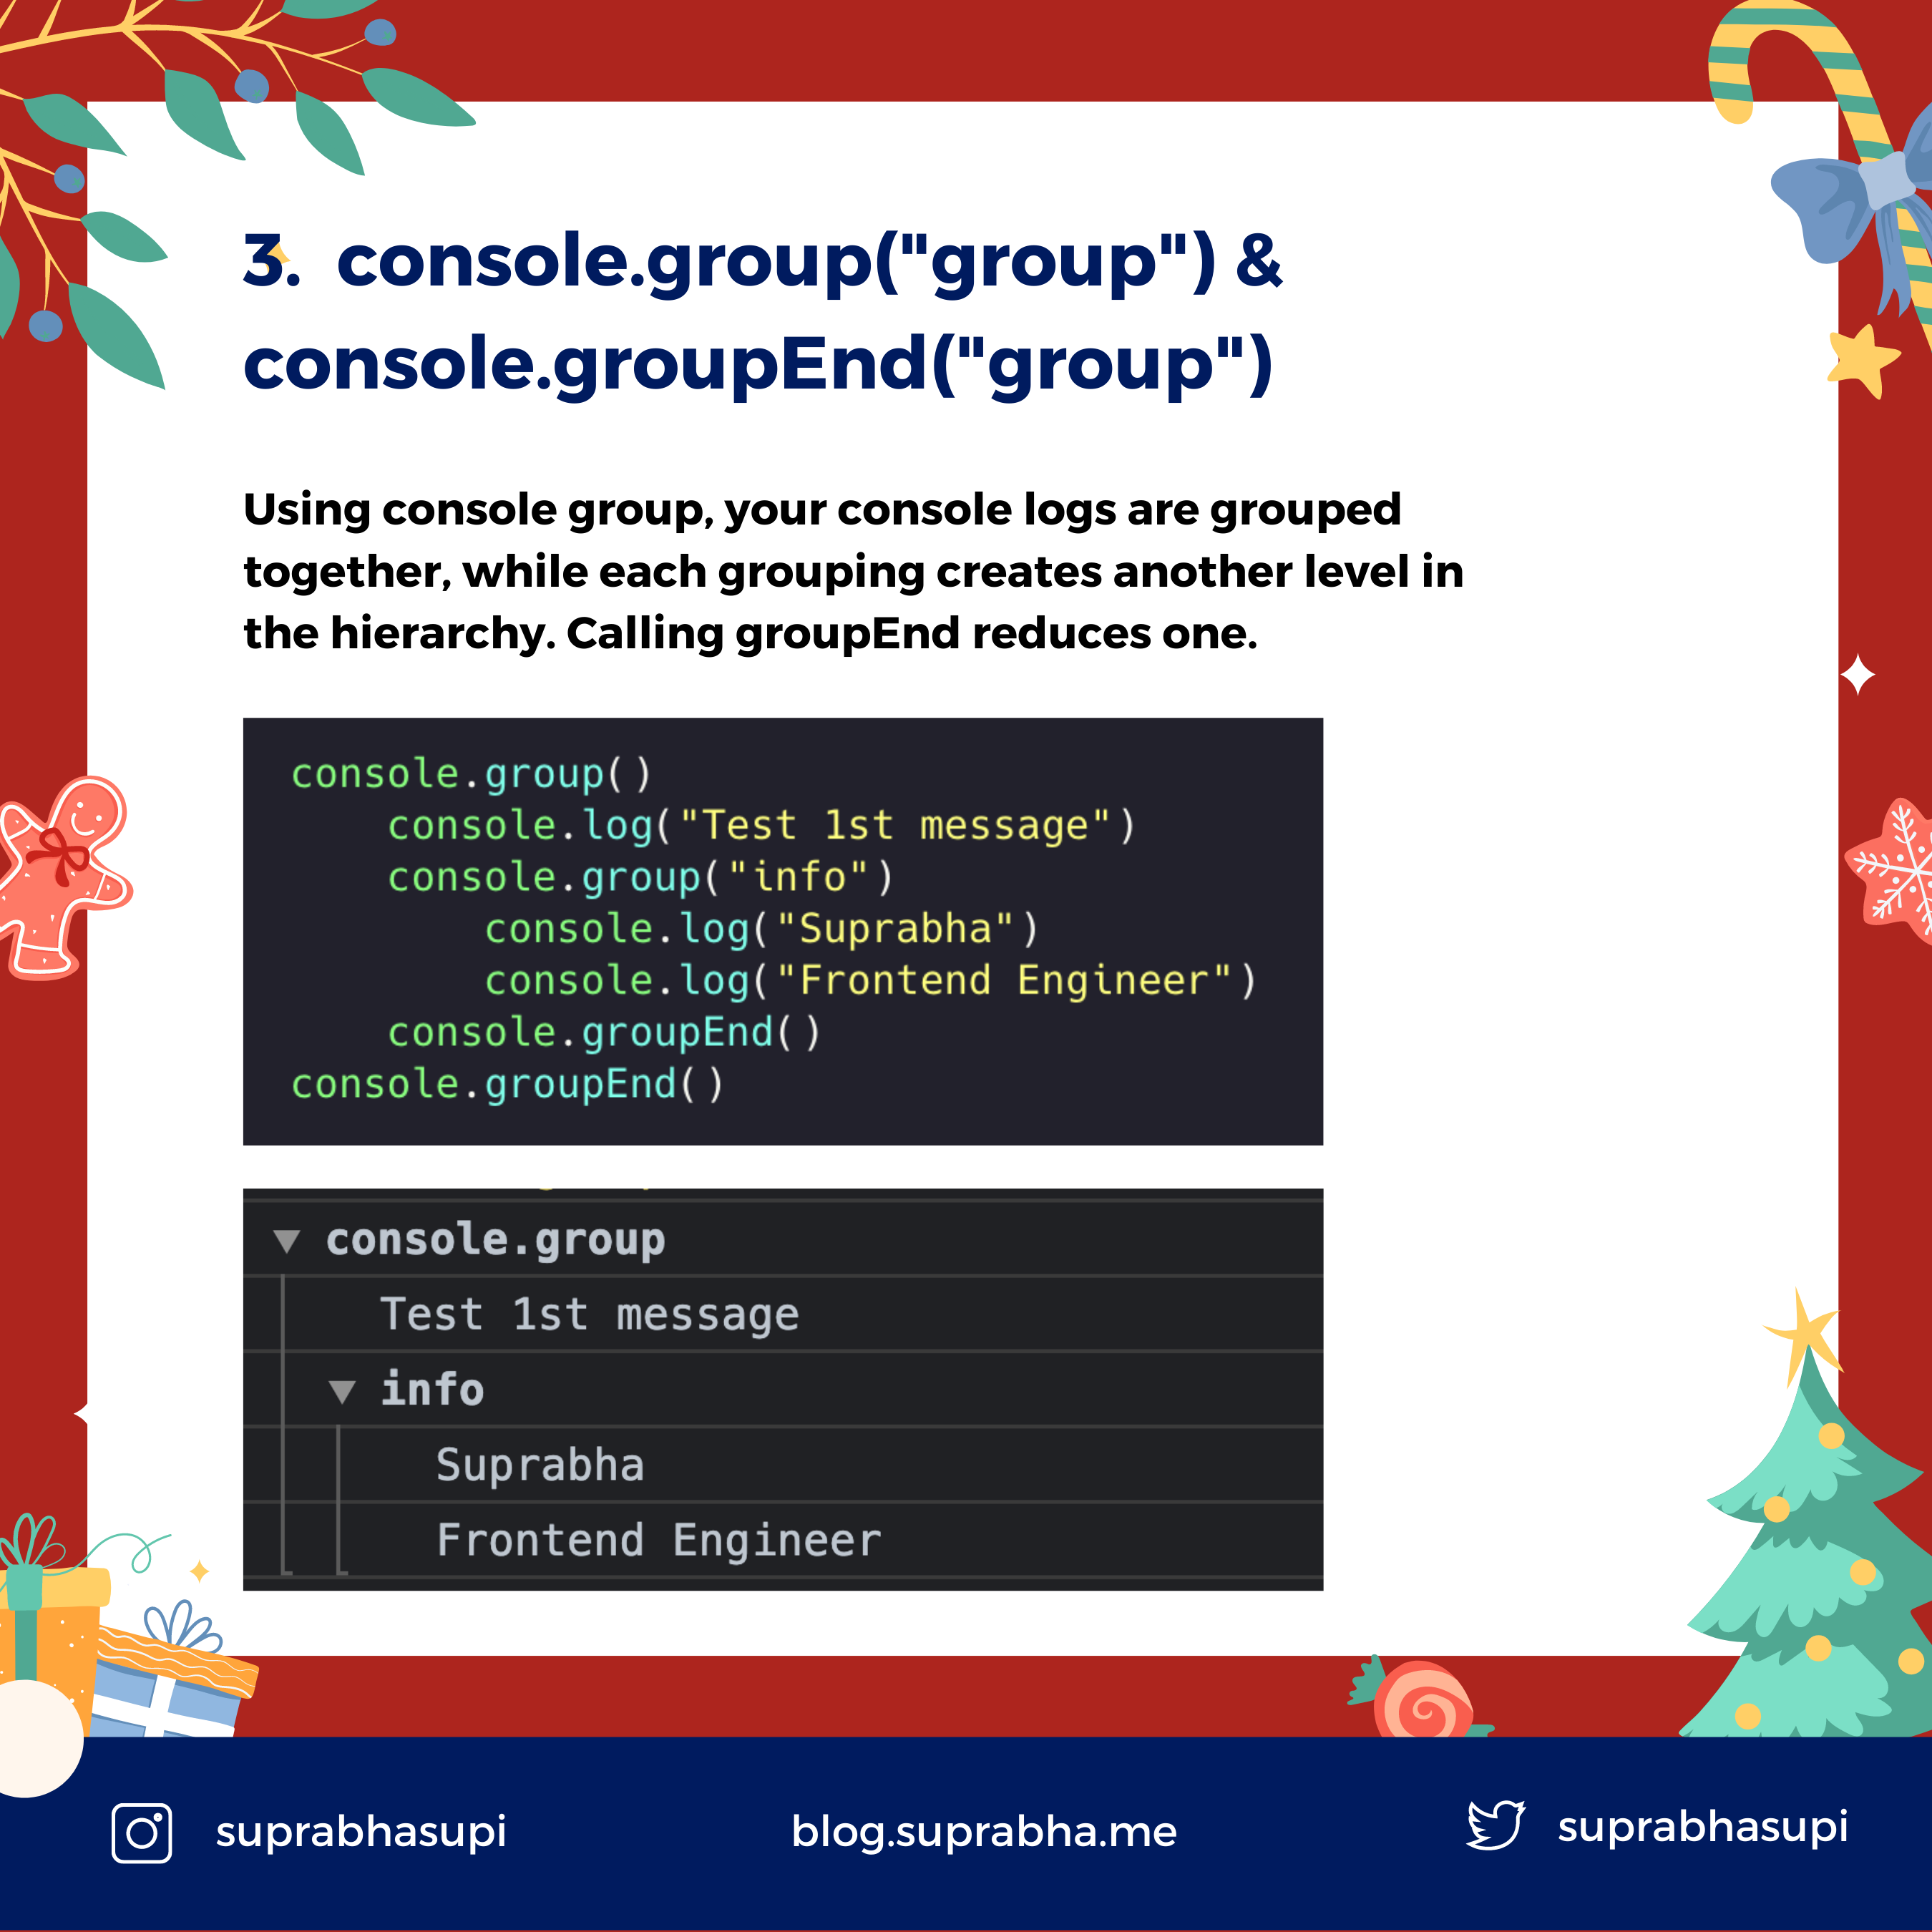 3. console.group("group") &
console.groupEnd("group")
Using console group, your console logs are grouped
together, while each grouping creates another level in
the hierarchy. Calling groupEnd reduces one.
console.group()
    console.log("Test 1st message")
    console.group("info")
        console.log("Suprabha")
        console.log("Frontend Engineer")
    console.groupEnd()
console.groupEnd()
console.group
Test 1st message
info
Suprabha
Frontend Engineer
suprabhasupi
blog.suprabha.me
suprabhasupi